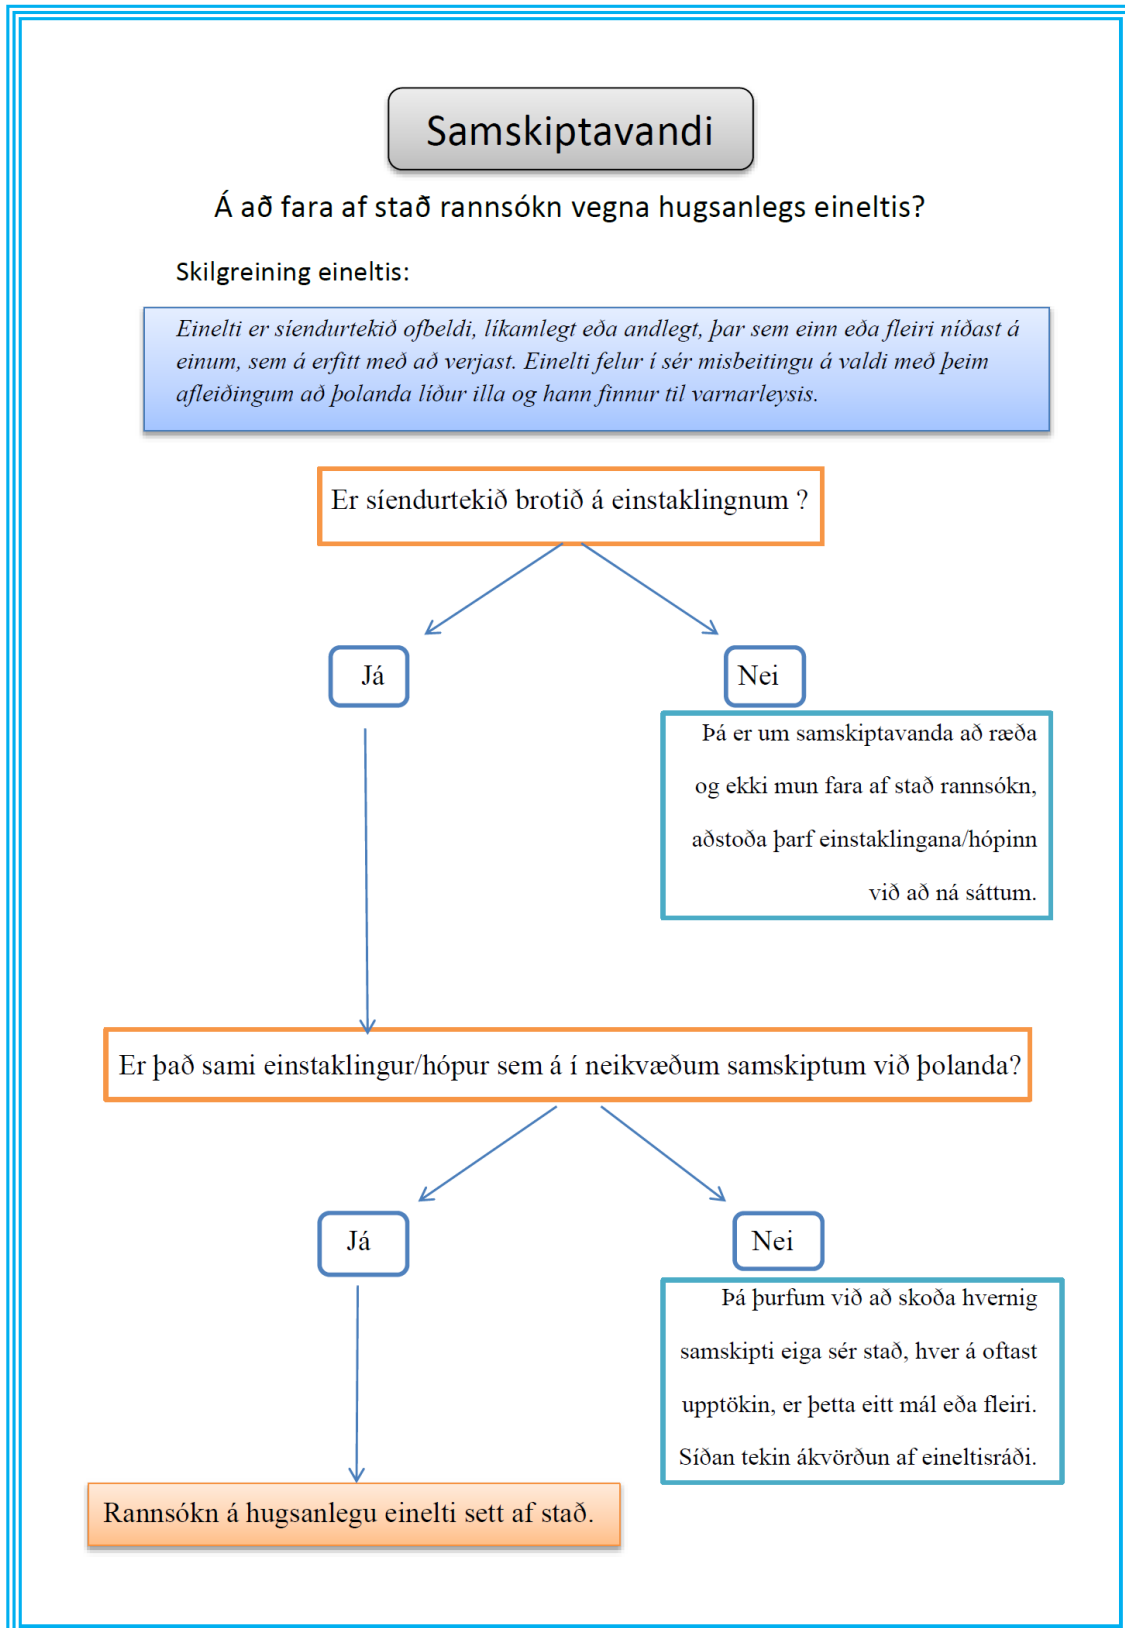 Samskiptavandi
Á að fara af stað rannsókn vegna hugsanlegs eineltis?
Skilgreining eineltis:
Einelti er síendurtekið ofbeldi, líkamlegt eða andlegt, þar sem einn eða fleiri níðast á
einum, sem á erfitt með að verjast. Einelti felur í sér misbeitingu á valdi með þeim
afleiðingum að þolanda líður illa og hann finnur til varnarleysis.
Er síendurtekið brotið á einstaklingnum ?
Já
Nei
Þá er um samskiptavanda að ræða
og ekki mun fara af stað rannsókn,
aðstoða þarf einstaklingana/hópinn
við að ná sáttum.
Er það sami einstaklingur/hópur sem á í neikvæðum samskiptum við þolanda?
Já
Nei
Þá þurfum við að skoða hvernig
samskipti eiga sér stað, hver á oftast
upptökin, er þetta eitt mál eða fleiri.
Síðan tekin ákvörðun af eineltisráði.
Rannsókn á hugsanlegu einelti sett af stað.